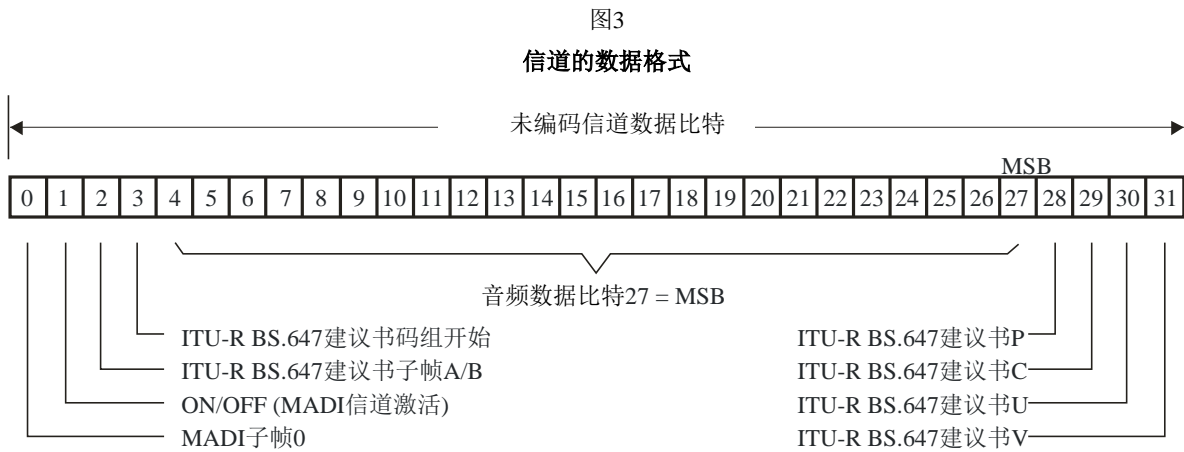 图3
信道的数据格式
未编码信道数据比特
MSB
0 1 2 3 4 5 6 7 8 9 10 11 12 13 14 15 16 17 18 19 20 21 22 23 24 25 26 27 28 29 30 31
音频数据比特27 = MSB
ITU-R BS.647建议书码组开始 ITU-R BS.647建议书P
ITU-R BS.647建议书子帧A/B ITU-R BS.647建议书C
ON/OFF (MADI信道激活) ITU-R BS.647建议书U
MADI子帧0 ITU-R BS.647建议书V